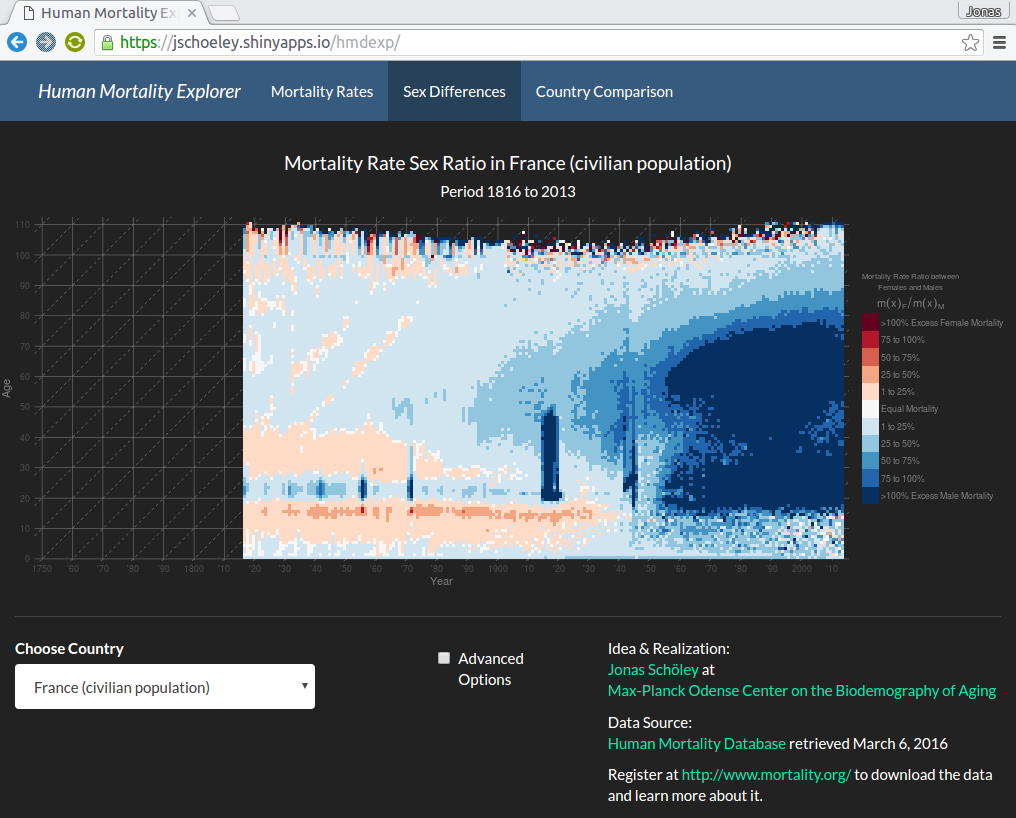 Human Mortality Ex
Jonas
https://jschoeley.shinyapps.io/hmdexp/
Human Mortality Explorer Mortality Rates Sex Differences Country Comparison
Mortality Rate Sex Ratio in France (civilian population)
Period 1816 to 2013
110
100
90
80
70
60
50
40
30
20
10
0
Age
1750 '60 '70 '80 '90 1800 '10 '20 '30 '40 '50 '60 '70 '80 '90 1900 '10 '20 '30 '40 '50 '60 '70 '80 '90 2000 '10
Year
Mortality Rate Ratio between
Females and Males
m(x)F/m(x)M
>100% Excess Female Mortality
75 to 100%
50 to 75%
25 to 50%
1 to 25%
Equal Mortality
1 to 25%
25 to 50%
50 to 75%
75 to 100%
>100% Excess Male Mortality
Choose Country
France (civilian population)
Advanced
Options
Idea & Realization:
Jonas Schöley at
Max-Planck Odense Center on the Biodemography of Aging
Data Source:
Human Mortality Database retrieved March 6, 2016
Register at http://www.mortality.org/ to download the data
and learn more about it.